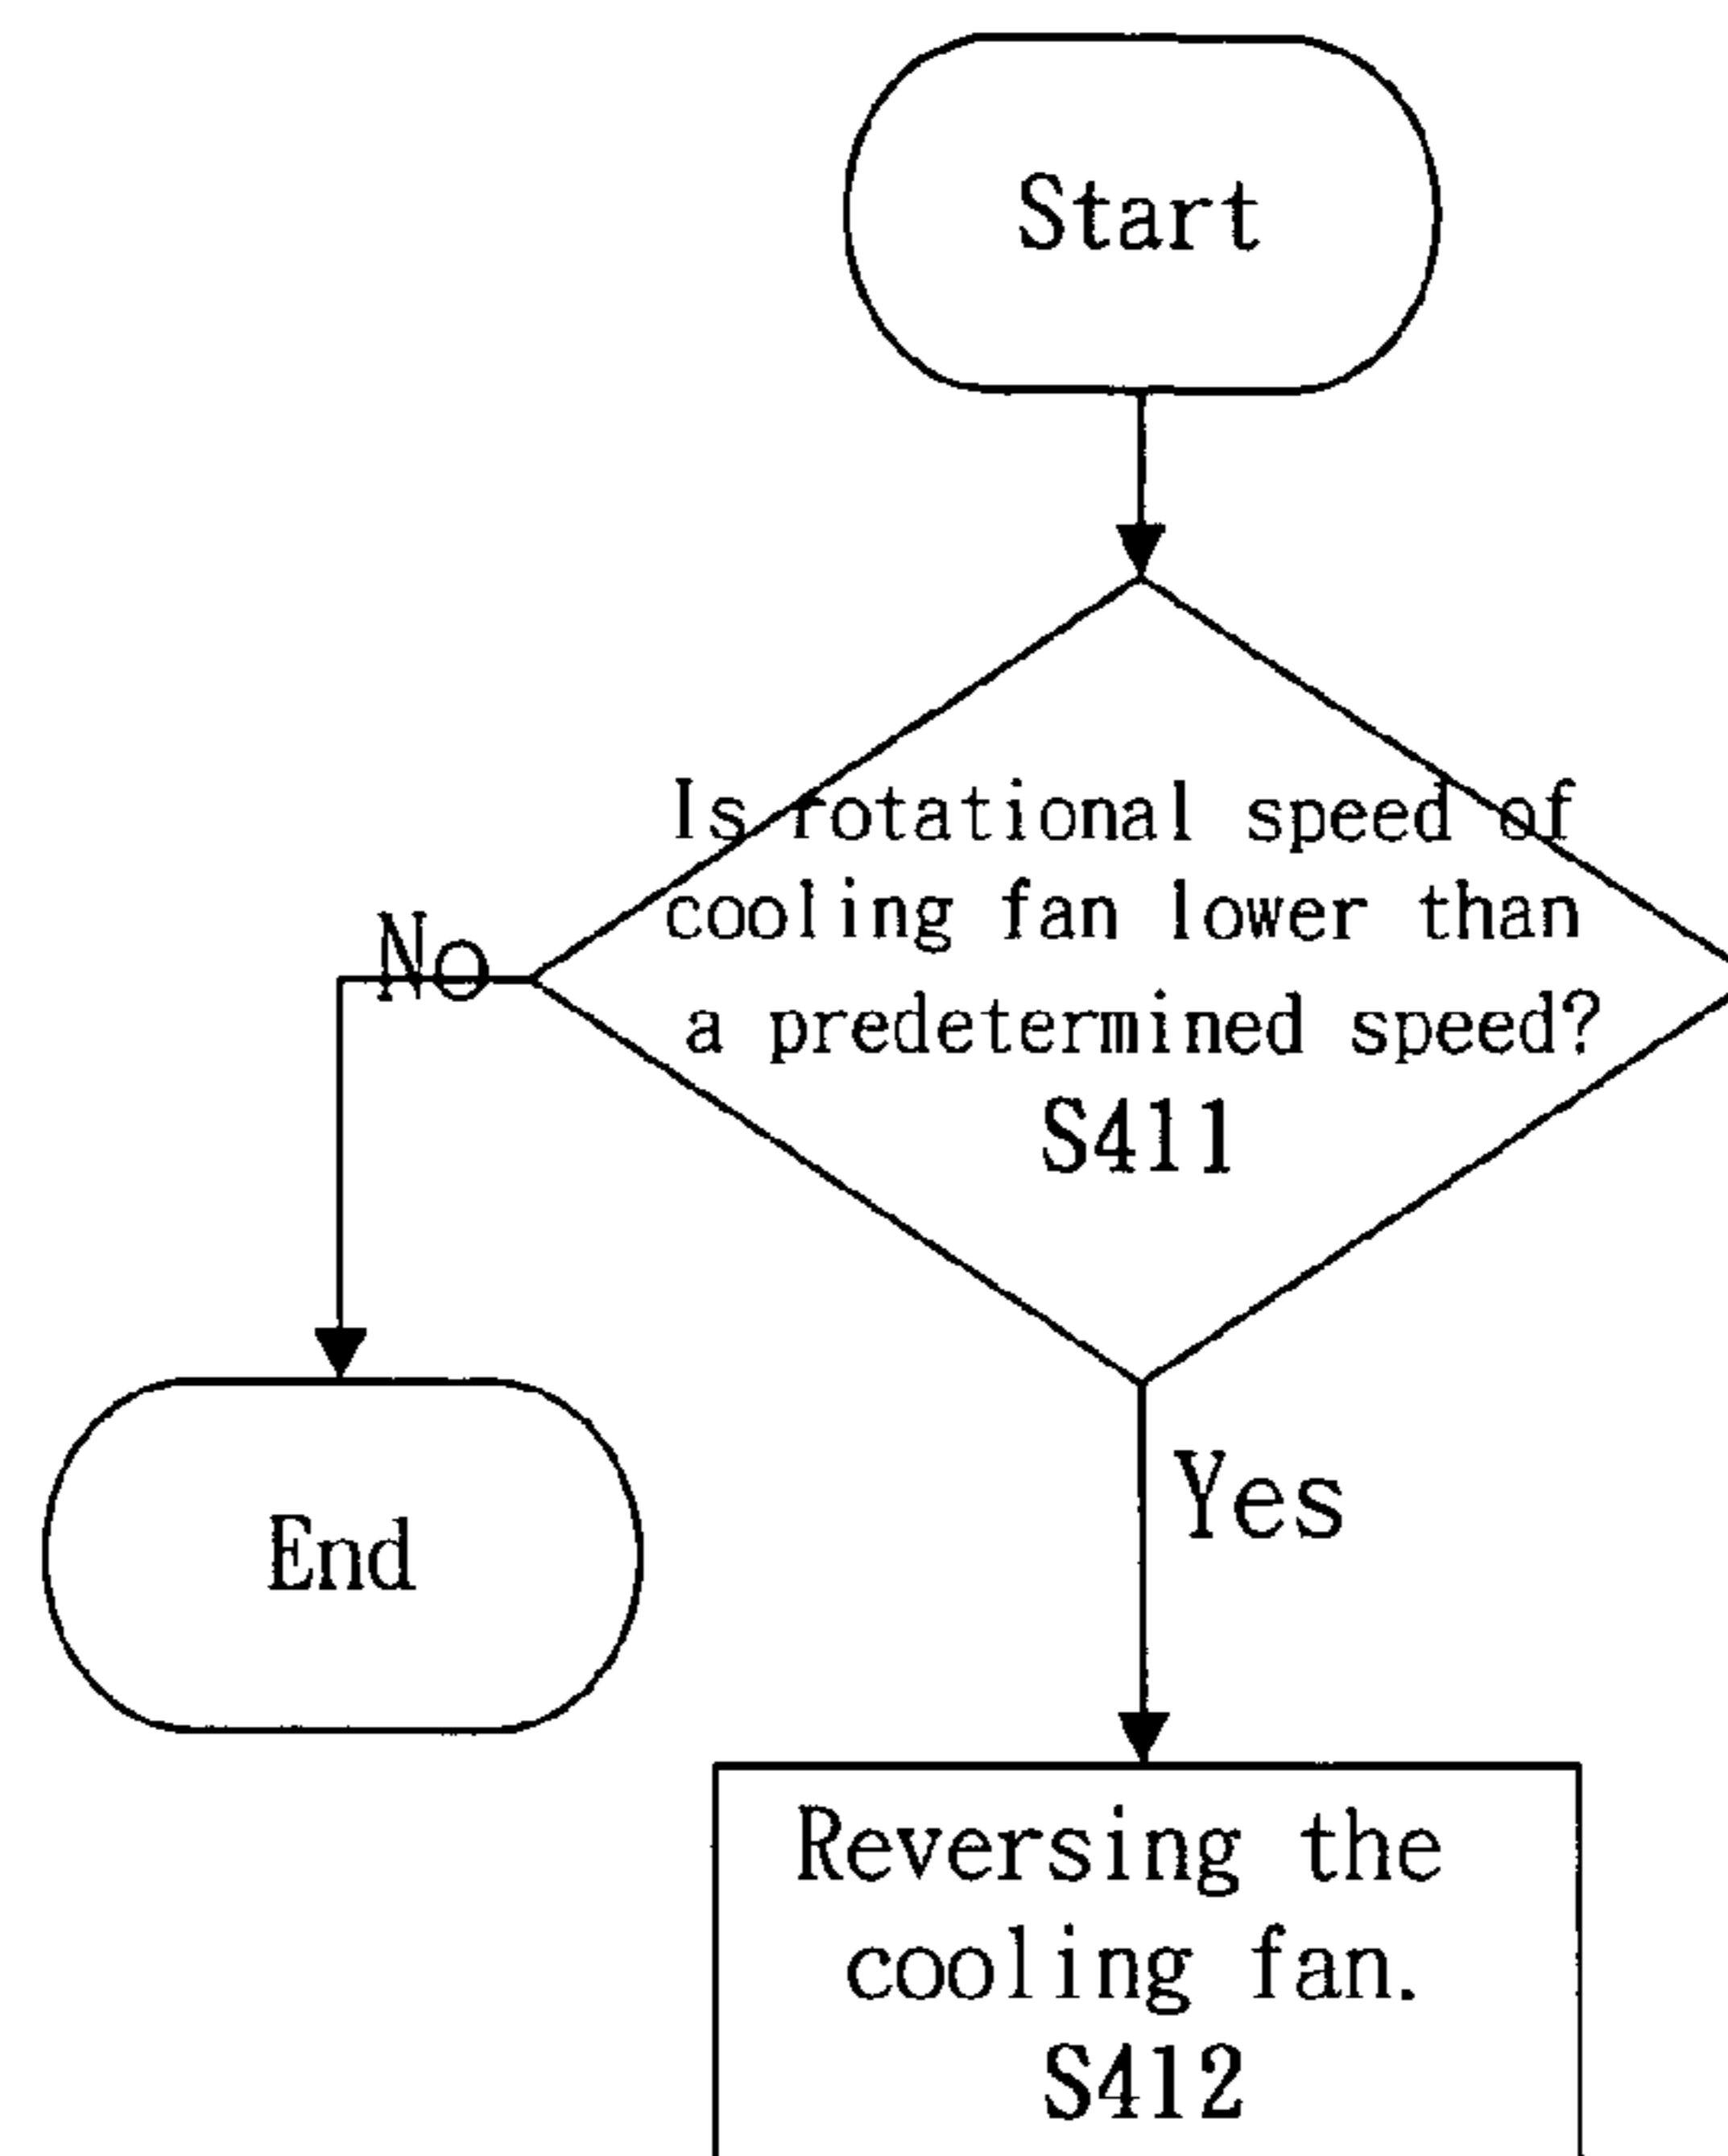 Start
Is rotational speed of
cooling fan lower than
a predetermined speed?
S411
No
Yes
End
Reversing the
cooling fan.
S412